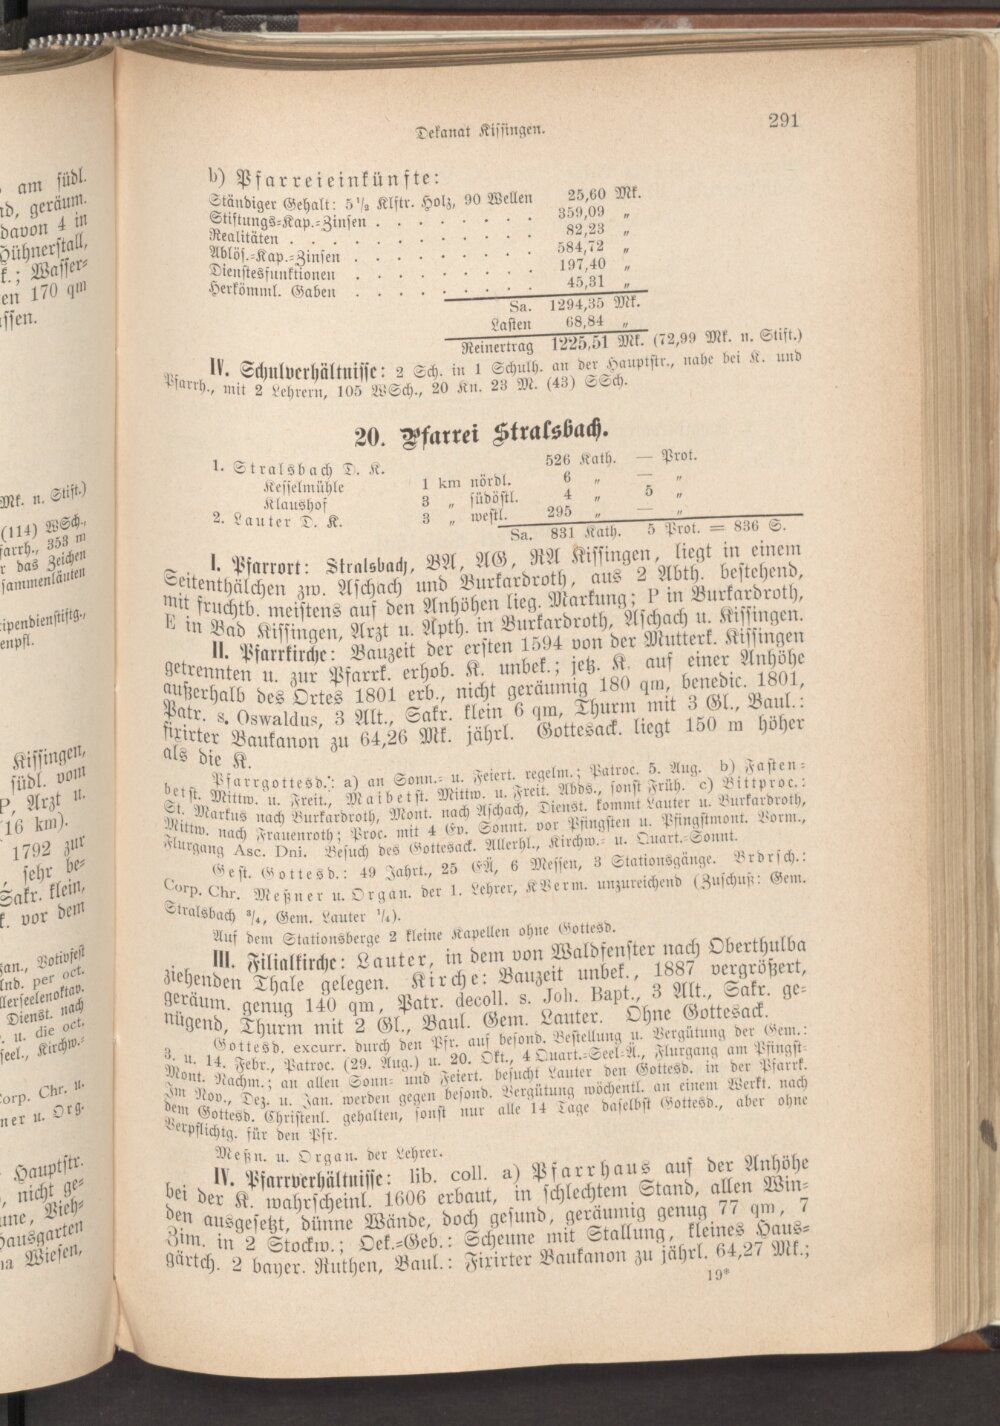 Dekanat Kissingen.
291
b) Pfarreieinkünfte:
Ständiger Gehalt: 5 1/2 Klftr. Holz, 90 Wellen 25,60 Mk.
Stiftungs-Kap.-Zinsen . . . . . . . 359,09 „
Realitäten . . . . . . . . . . 82,23 „
Ablös.-Kap.-Zinsen . . . . . . . . 584,72 „
Dienstesfunktionen . . . . . . . . 197,40 „
Herkömml. Gaben . . . . . . . . 45,31 „
Sa. 1294,35 Mk.
Lasten 68,84 „
Reinertrag 1225,51 Mk. (72,99 Mk. n. Stift.)
IV. Schulverhältnisse: 2 Sch. in 1 Schulh. an der Hauptstr., nahe bei K. und
Pfarrh., mit 2 Lehrern, 105 WSch., 20 Kn. 23 M. (43) SSch.
20. Pfarrei Stralsbach.
1. Stralsbach D. K. 526 Kath. — Prot.
Kesselmühle 1 km nördl. 6 „ — „
Klaushof 3 „ südöstl. 4 „ 5 „
2. Lauter D. K. 3 „ westl. 295 „ — „
Sa. 831 Kath. 5 Prot. = 836 S.
I. Pfarrort: Stralsbach, BA, AG, RA Kissingen, liegt in einem
Seitenthälchen zw. Aschach und Burkardroth, aus 2 Abth. bestehend,
mit fruchtb. meistens auf den Anhöhen lieg. Markung; P in Burkardroth,
E in Bad Kissingen, Arzt u. Apth. in Burkardroth, Aschach u. Kissingen.
II. Pfarrkirche: Bauzeit der ersten 1594 von der Mutterk. Kissingen
getrennten u. zur Pfarrk. erhob. K. unbek.; jetz. K. auf einer Anhöhe
außerhalb des Ortes 1801 erb., nicht geräumig 180 qm, benedic. 1801,
Patr. s. Oswaldus, 3 Alt., Sakr. klein 6 qm, Thurm mit 3 Gl., Baul.:
fixirter Baukanon zu 64,26 Mk. jährl. Gottesack. liegt 150 m höher
als die K.
Pfarrgottesd.: a) an Sonn- u. Feiert. regelm.; Patroc. 5. Aug. b) Fasten-
betst. Mittw. u. Freit., Maibetst. Mittw. u. Freit. Abds., sonst Früh. c) Bittproc.:
St. Markus nach Burkardroth, Mont. nach Aschach, Dienst. kommt Lauter u. Burkardroth,
Mittw. nach Frauenroth; Proc. mit 4 Ev. Sonnt. vor Pfingsten u. Pfingstmont. Vorm.,
Flurgang Asc. Dni. Besuch des Gottesack. Allerhl., Kirchw.- u. Quart.-Sonnt.
Gest. Gottesd.: 49 Jahrt., 25 EÄ, 6 Messen, 3 Stationsgänge. Brdrsch.:
Corp. Chr. Meßner u. Organ. der 1. Lehrer, KVerm. unzureichend (Zuschuß: Gem.
Stralsbach 3/4, Gem. Lauter 1/4).
Auf dem Stationsberge 2 kleine Kapellen ohne Gottesd.
III. Filialkirche: Lauter, in dem von Waldfenster nach Oberthulba
ziehenden Thale gelegen. Kirche: Bauzeit unbek., 1887 vergrößert,
geräum. genug 140 qm, Patr. decoll. s. Joh. Bapt., 3 Alt., Sakr. ge-
nügend, Thurm mit 2 Gl., Baul. Gem. Lauter. Ohne Gottesack.
Gottesd. excurr. durch den Pfr. auf besond. Bestellung u. Vergütung der Gem.:
3. u. 14. Febr., Patroc. (29. Aug.) u. 20. Okt., 4 Quart.-Seel-Ä., Flurgang am Pfingst-
Mont. Nachm.; an allen Sonn- und Feiert. besucht Lauter den Gottesd. in der Pfarrk.
Im Nov., Dez. u. Jan. werden gegen besond. Vergütung wöchentl. an einem Werkt. nach
dem Gottesd. Christenl. gehalten, sonst nur alle 14 Tage daselbst Gottesd., aber ohne
Verpflichtg. für den Pfr.
Meßn. u. Organ. der Lehrer.
IV. Pfarrverhältnisse: lib. coll. a) Pfarrhaus auf der Anhöhe
bei der K. wahrscheinl. 1606 erbaut, in schlechtem Stand, allen Win-
den ausgesetzt, dünne Wände, doch gesund, geräumig genug 77 qm, 7
Zim. in 2 Stockw.; Oek.-Geb.: Scheune mit Stallung, kleines Haus-
gärtch. 2 bayer. Ruthen, Baul.: Fixirter Baukanon zu jährl. 64,27 Mk.;
19*